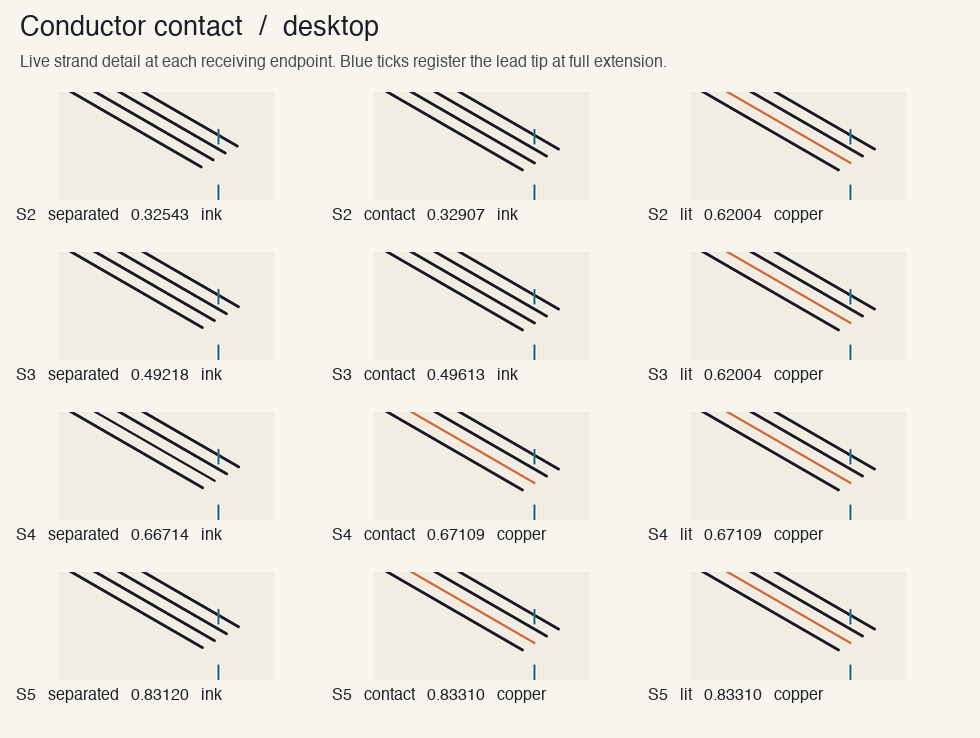 Conductor contact / desktop
Live strand detail at each receiving endpoint. Blue ticks register the lead tip at full extension.
S2 separated 0.32543 ink
S2 contact 0.32907 ink
S2 lit 0.62004 copper
S3 separated 0.49218 ink
S3 contact 0.49613 ink
S3 lit 0.62004 copper
S4 separated 0.66714 ink
S4 contact 0.67109 copper
S4 lit 0.67109 copper
S5 separated 0.83120 ink
S5 contact 0.83310 copper
S5 lit 0.83310 copper